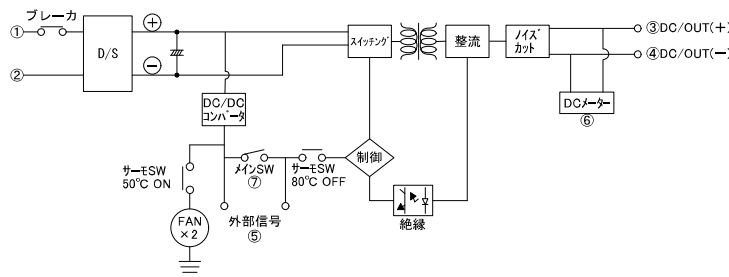 ブレーカ
①
②
D/S
＋
−
DC/DC
コンバータ
スイッチング
整流
ノイズ
カット
③DC/OUT(+)
④DC/OUT(−)
DCメーター
⑥
サーモSW
50℃ ON
FAN
×2
メインSW
⑦
サーモSW
80℃ OFF
外部信号
⑤
制御
絶縁